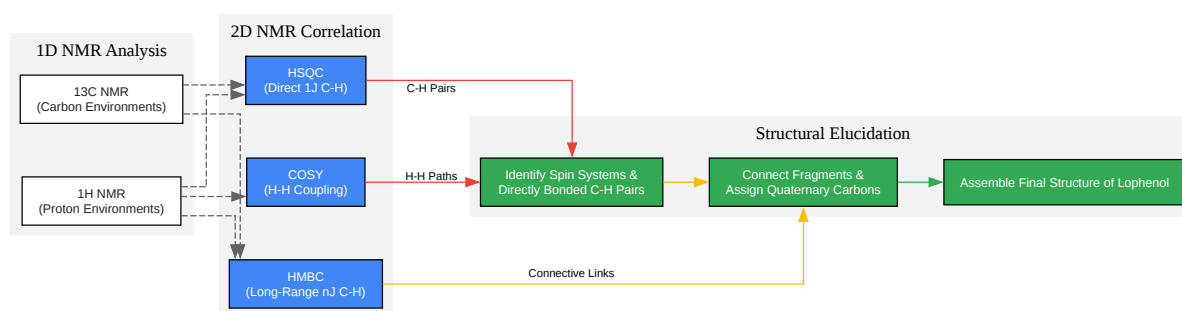 1D NMR Analysis
13C NMR
(Carbon Environments)
1H NMR
(Proton Environments)
2D NMR Correlation
HSQC
(Direct 1J C-H)
COSY
(H-H Coupling)
HMBC
(Long-Range nJ C-H)
C-H Pairs
H-H Paths
Connective Links
Structural Elucidation
Identify Spin Systems &
Directly Bonded C-H Pairs
Connect Fragments &
Assign Quaternary Carbons
Assemble Final Structure of Lophenol